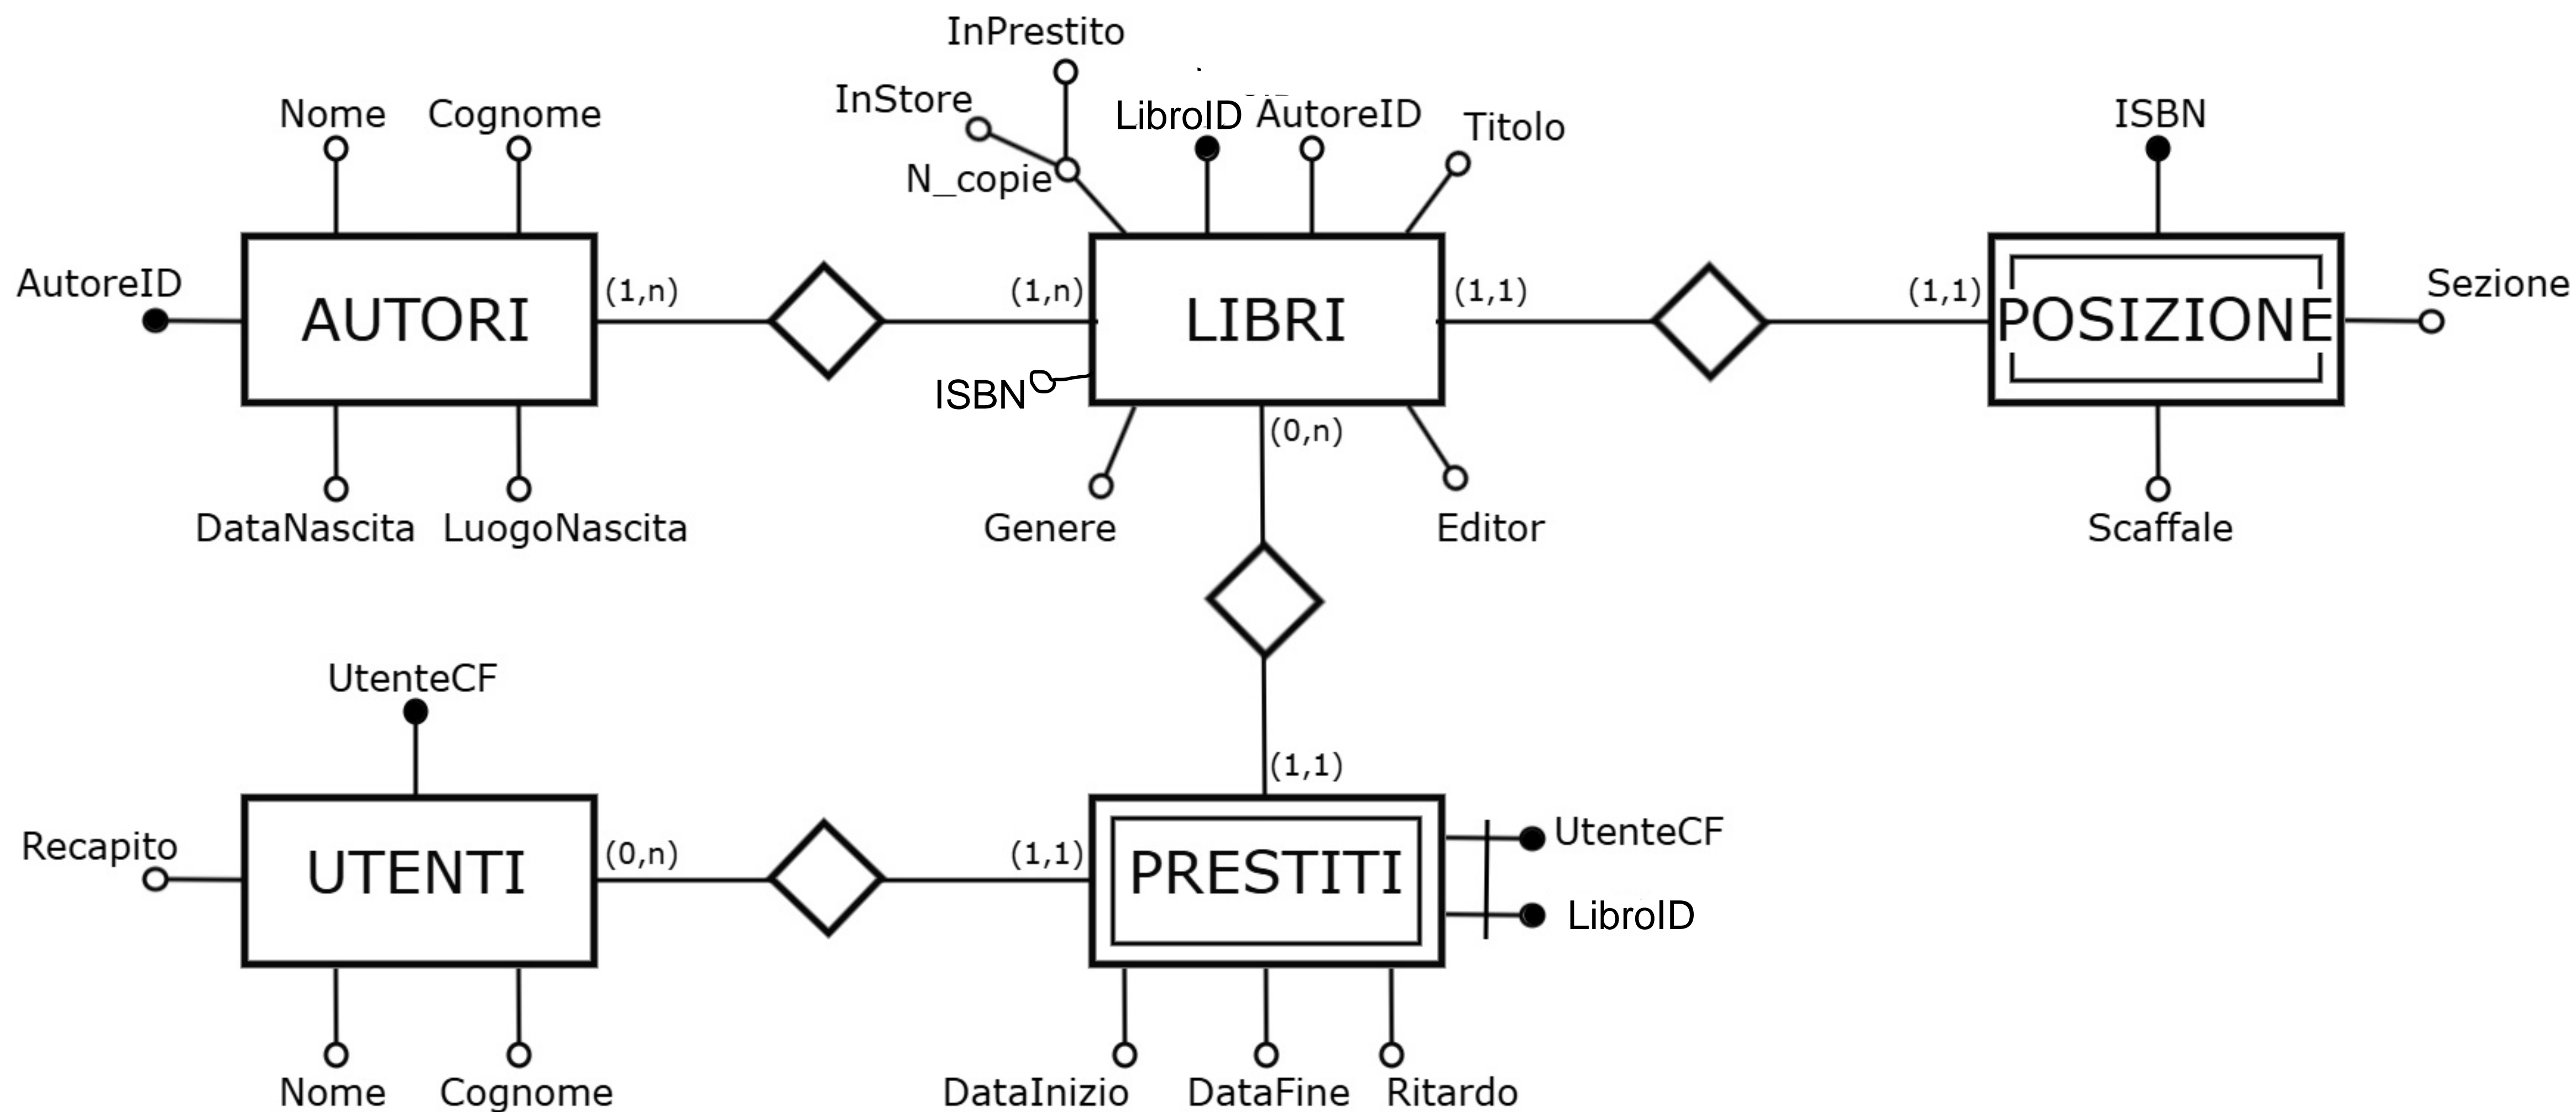 InPrestito
InStore
Nome Cognome
LibroID AutoreID Titolo
ISBN
N_copie
AutoreID
(1,n) (1,n) (1,1) (1,1)
Sezione
AUTORI LIBRI POSIZIONE
ISBN
(0,n)
DataNascita LuogoNascita Genere Editor Scaffale
UtenteCF
(1,1)
Recapito
(0,n) (1,1)
UtenteCF
UTENTI PRESTITI
LibroID
Nome Cognome DataInizio DataFine Ritardo